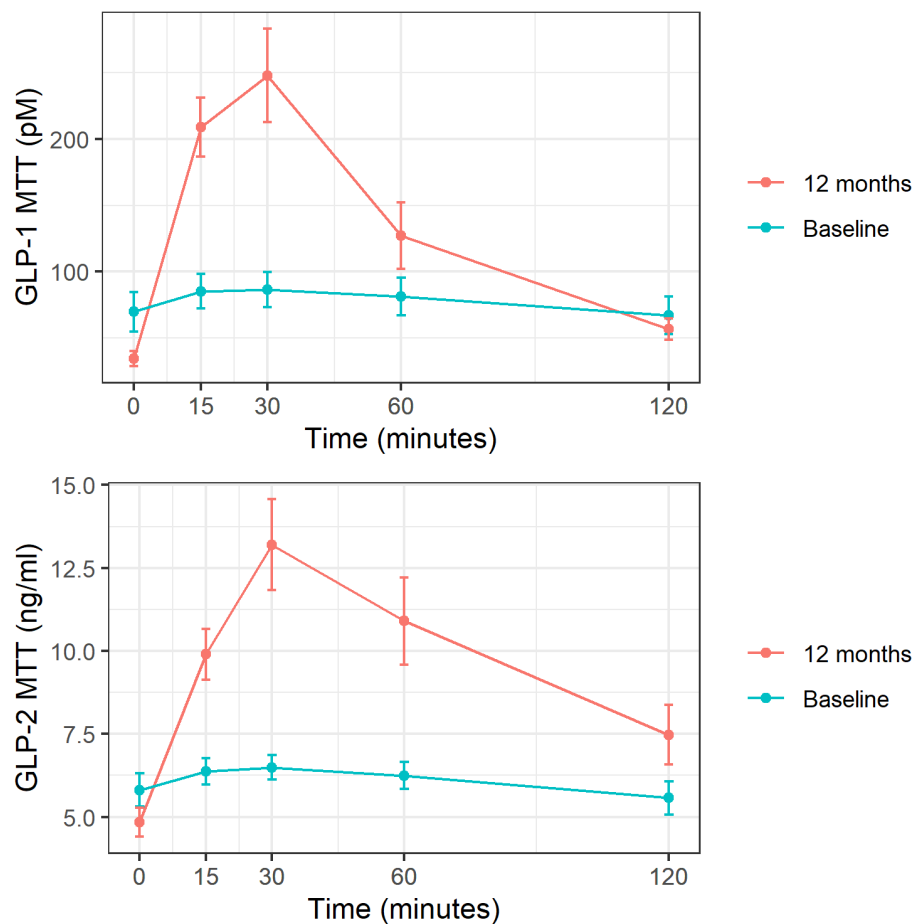 GLP-1 MTT (pM)
200
100
12 months
Baseline
0 15 30 60 120
Time (minutes)
GLP-2 MTT (ng/ml)
15.0
12.5
10.0
7.5
5.0
12 months
Baseline
0 15 30 60 120
Time (minutes)